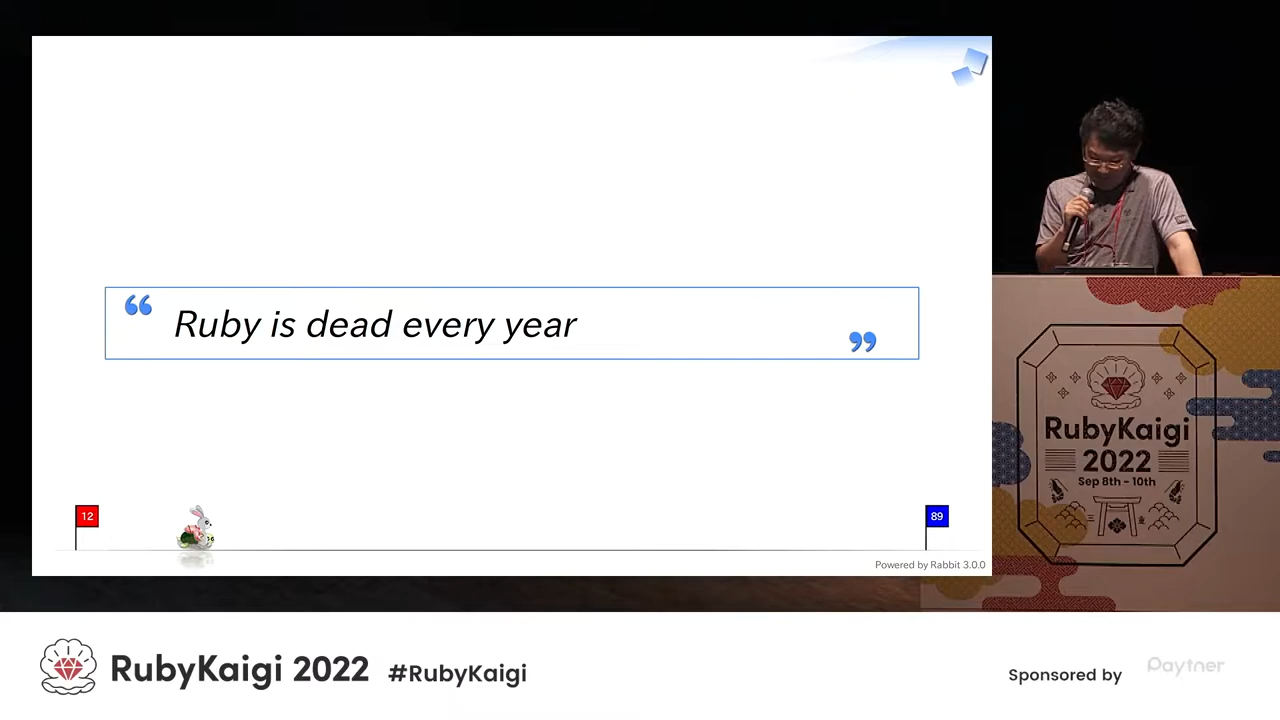 “ Ruby is dead every year ”
12
89
Powered by Rabbit 3.0.0
RubyKaigi
2022
Sep 8th - 10th
RubyKaigi 2022 #RubyKaigi
Sponsored by Paytner